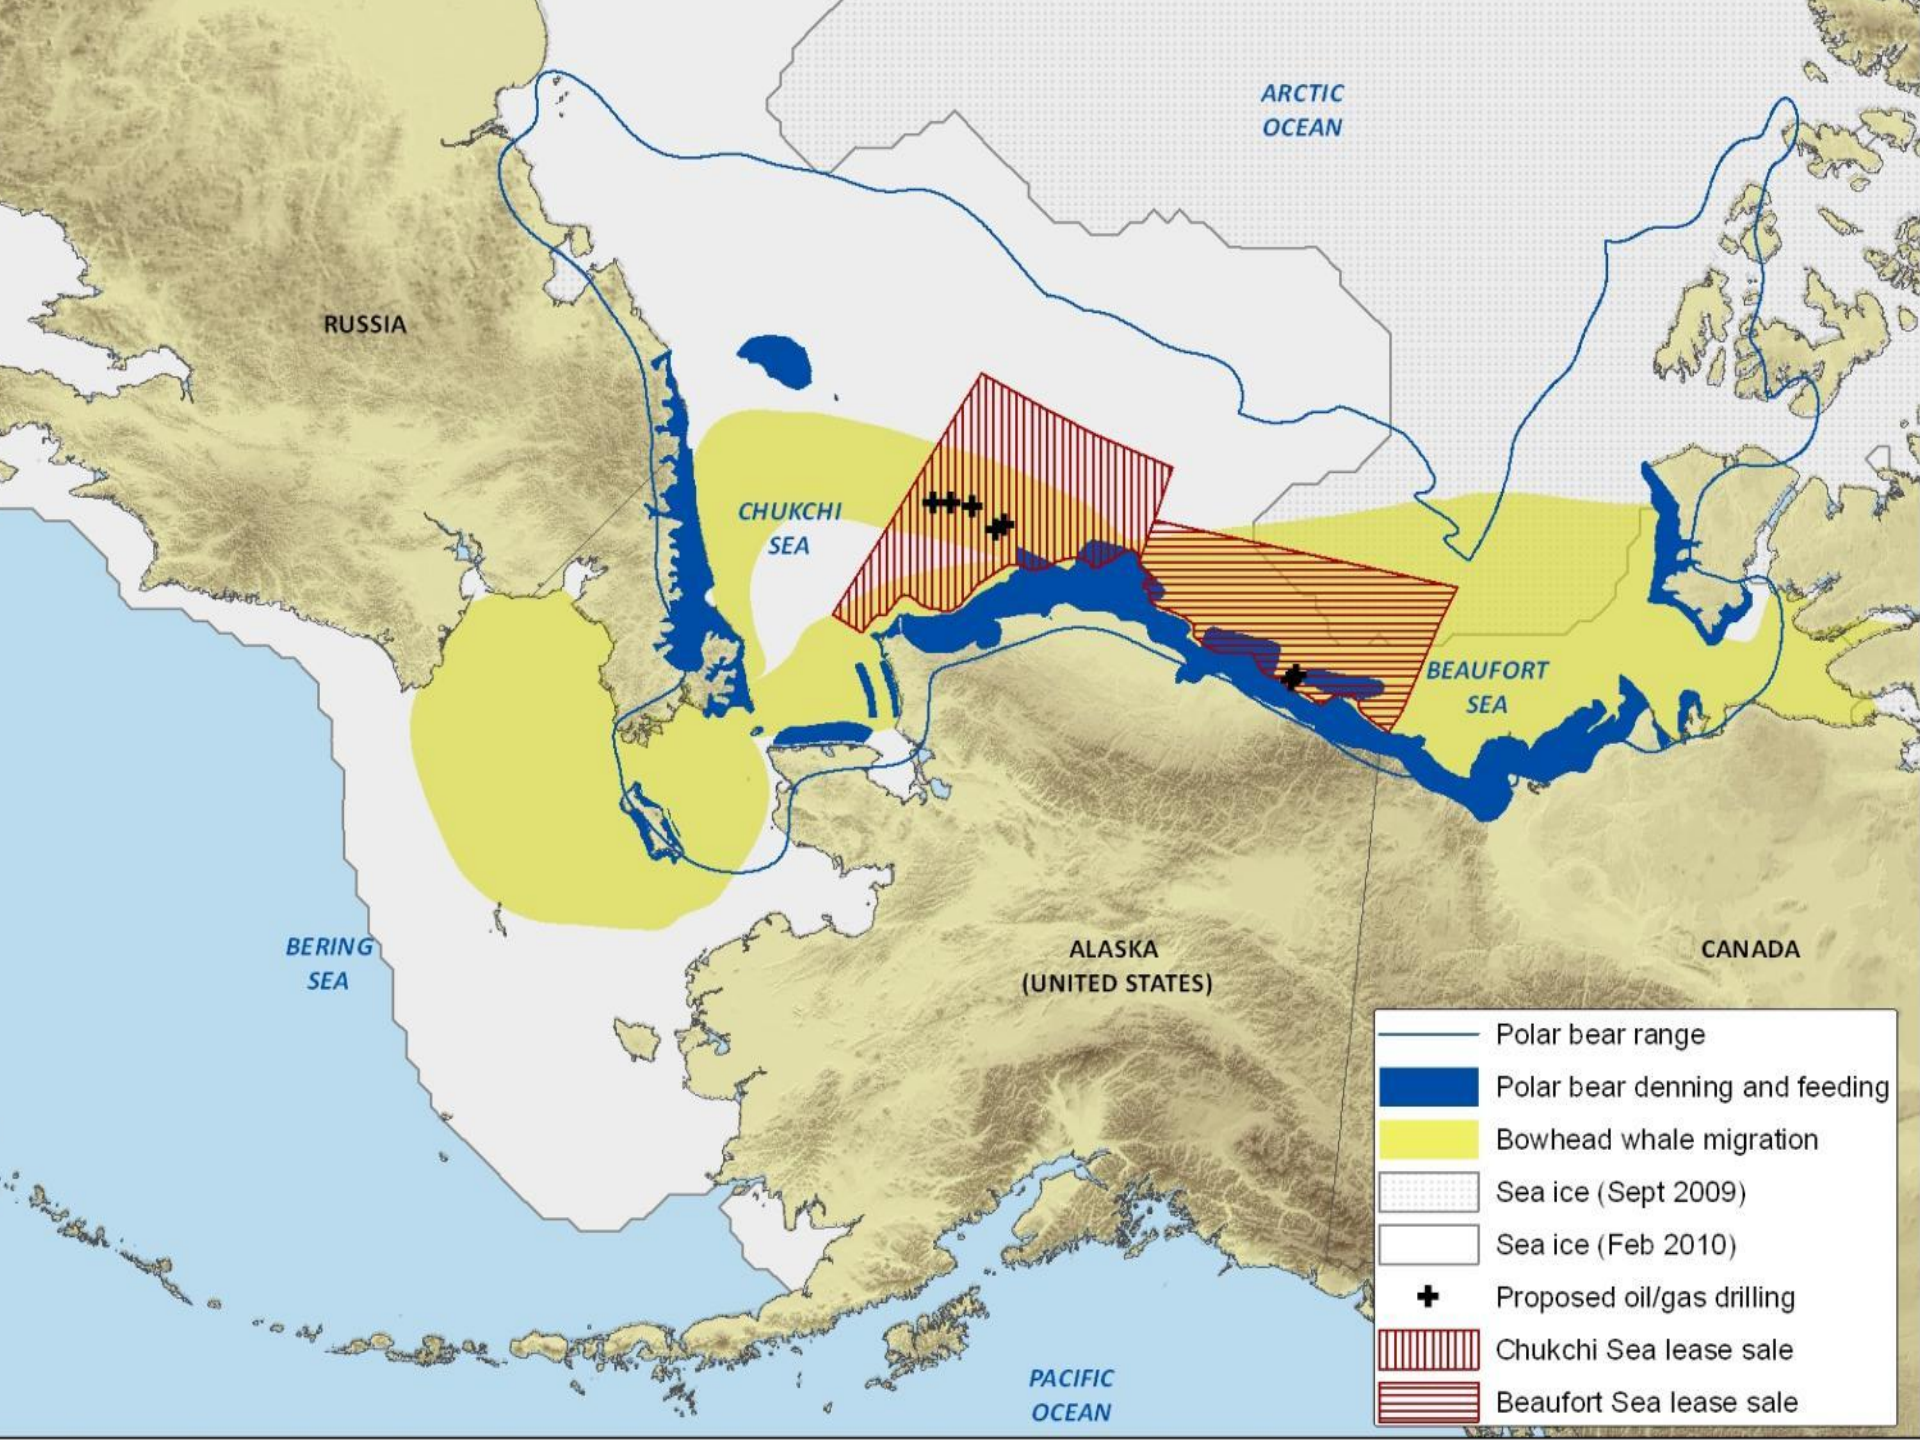 ARCTIC
OCEAN
RUSSIA
CHUKCHI
SEA
BEAUFORT
SEA
BERING
SEA
ALASKA
(UNITED STATES)
CANADA
PACIFIC
OCEAN
Polar bear range
Polar bear denning and feeding
Bowhead whale migration
Sea ice (Sept 2009)
Sea ice (Feb 2010)
Proposed oil/gas drilling
Chukchi Sea lease sale
Beaufort Sea lease sale